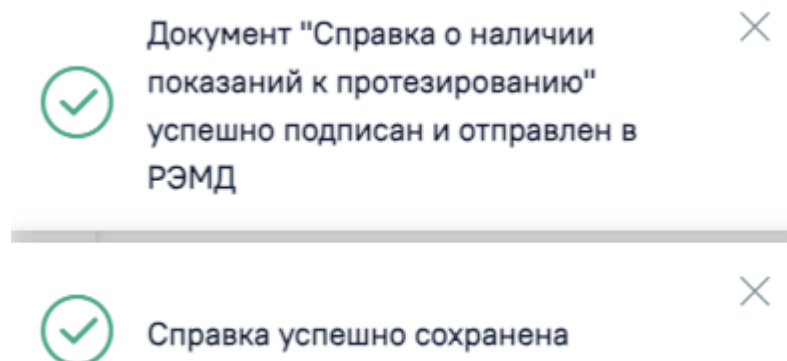 Документ "Справка о наличии
показаний к протезированию"
успешно подписан и отправлен в
РЭМД
Справка успешно сохранена